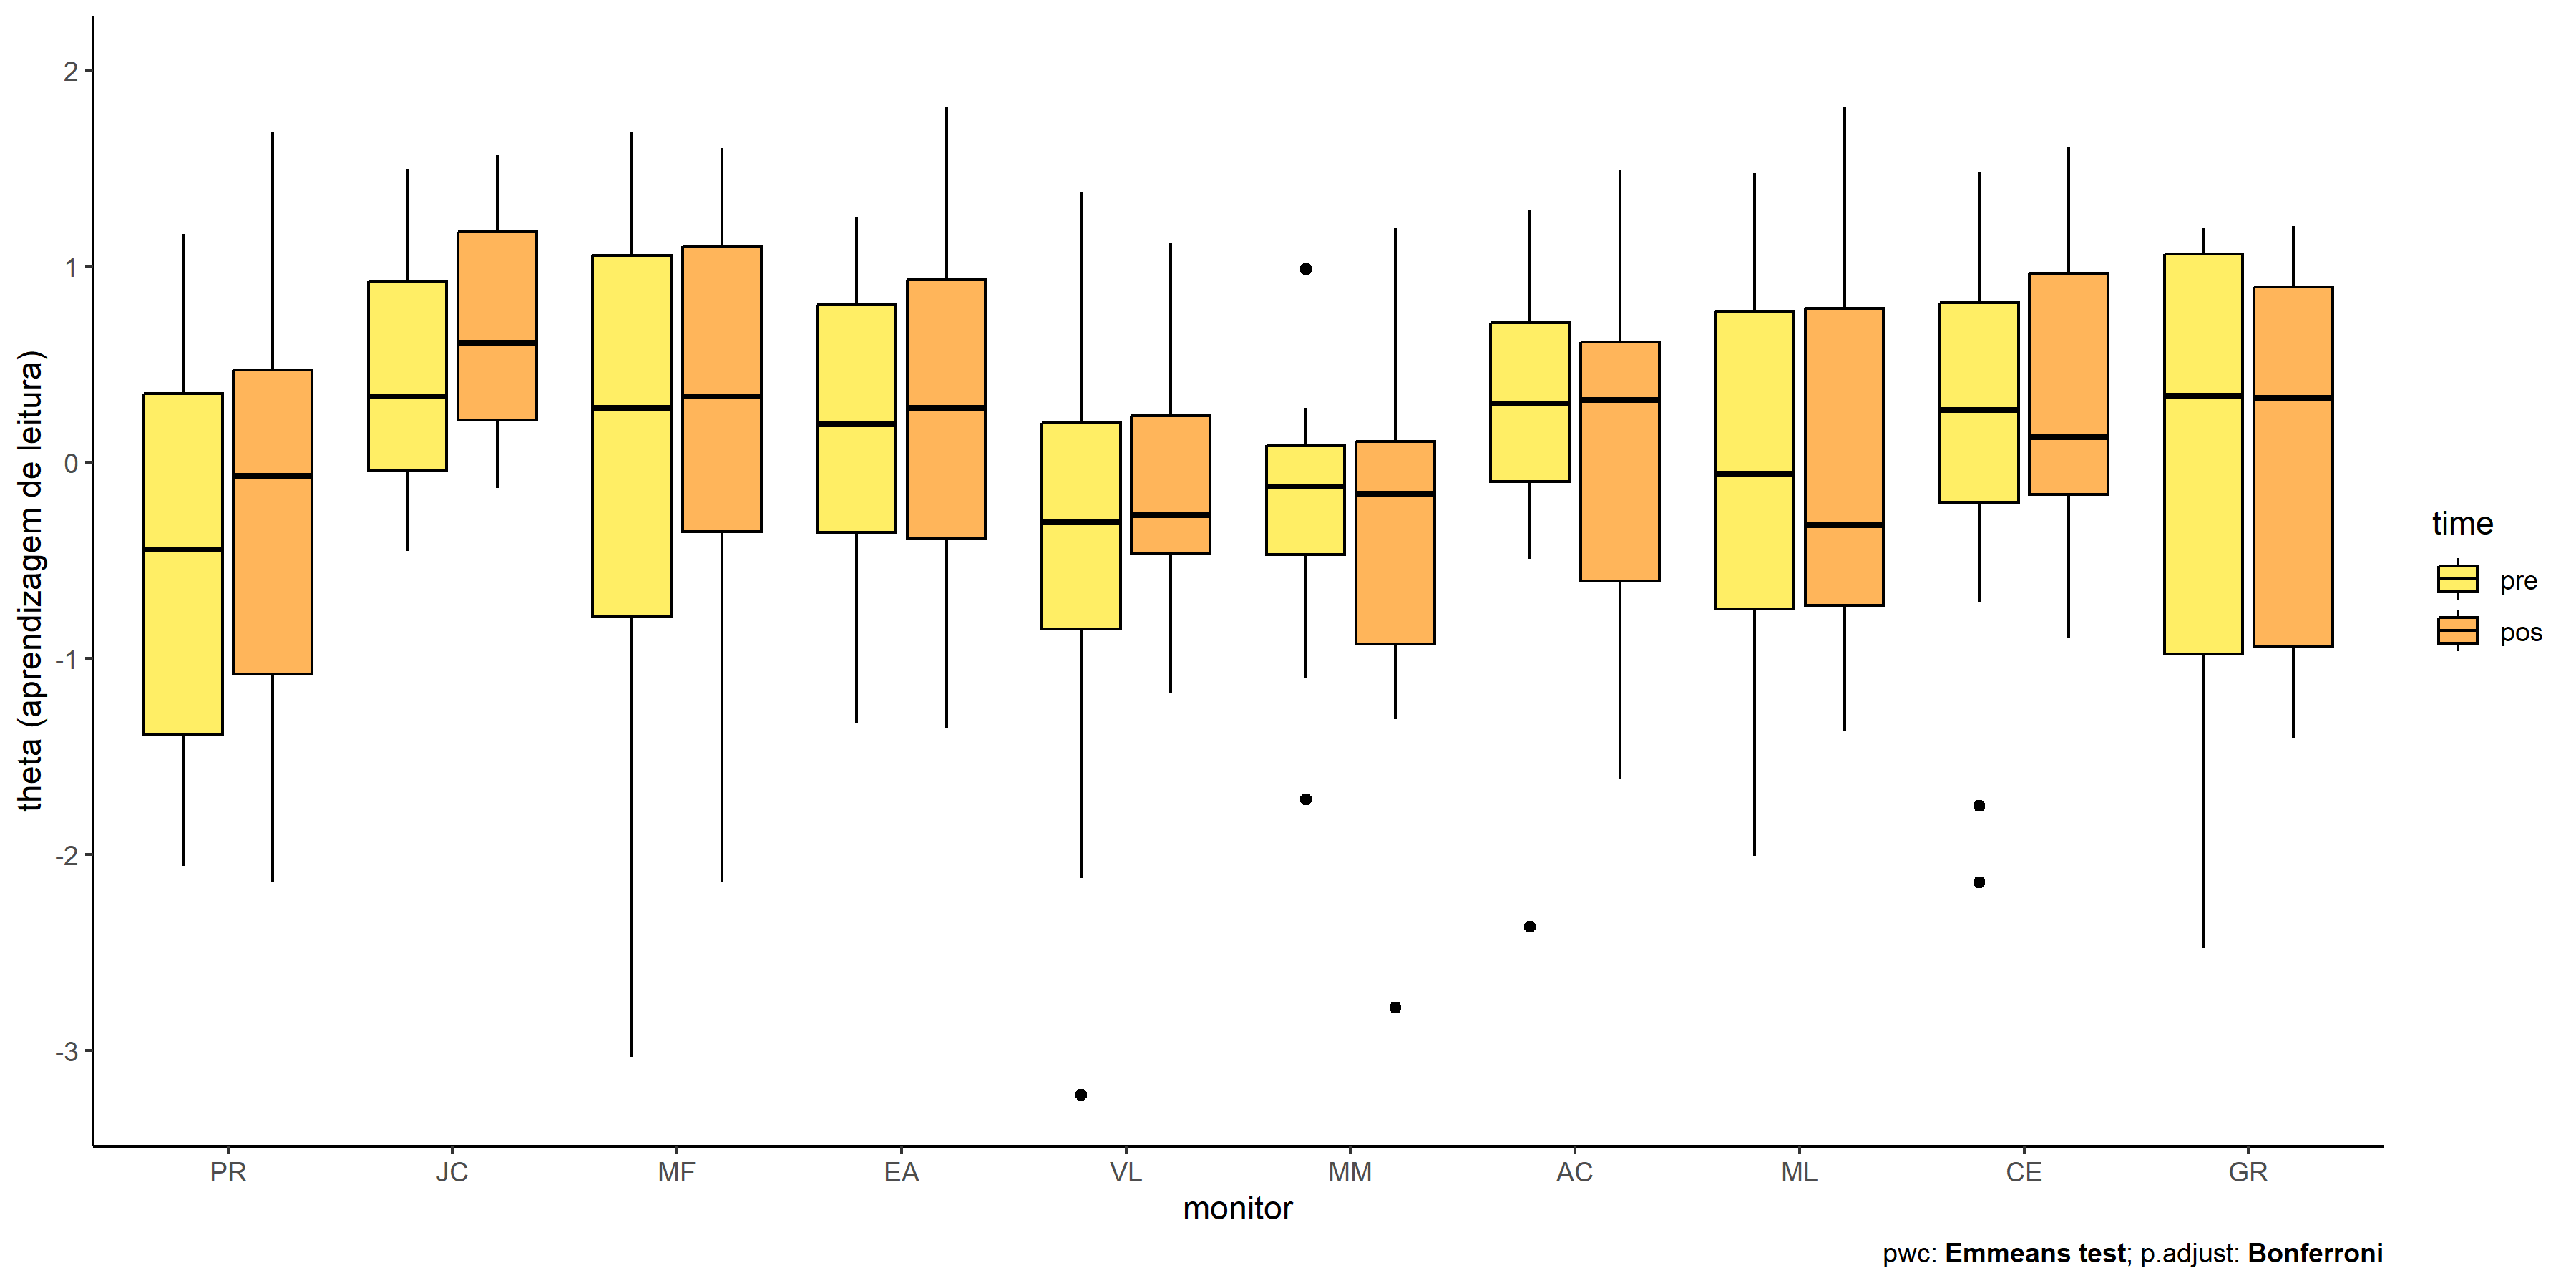 theta (aprendizagem de leitura)
2
1
0
-1
-2
-3
PR JC MF EA VL MM AC ML CE GR
monitor
time
pre
pos
pwc: Emmeans test; p.adjust: Bonferroni